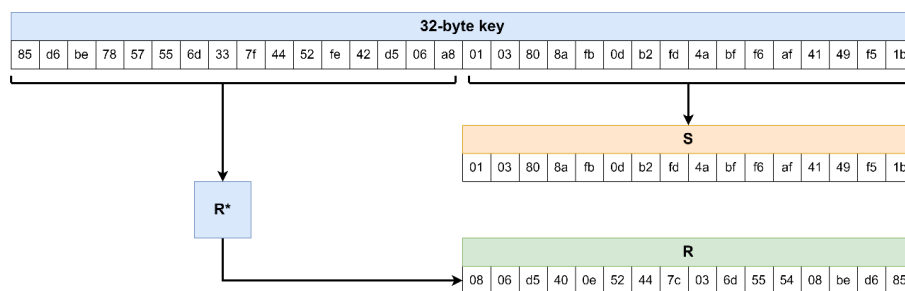 32-byte key
85 d6 be 78 57 55 6d 33 7f 44 52 fe 42 d5 06 a8 01 03 80 8a fb 0d b2 fd 4a bf f6 af 41 49 f5 1b
S
01 03 80 8a fb 0d b2 fd 4a bf f6 af 41 49 f5 1b
R*
R
08 06 d5 40 0e 52 44 7c 03 6d 55 54 08 be d6 85